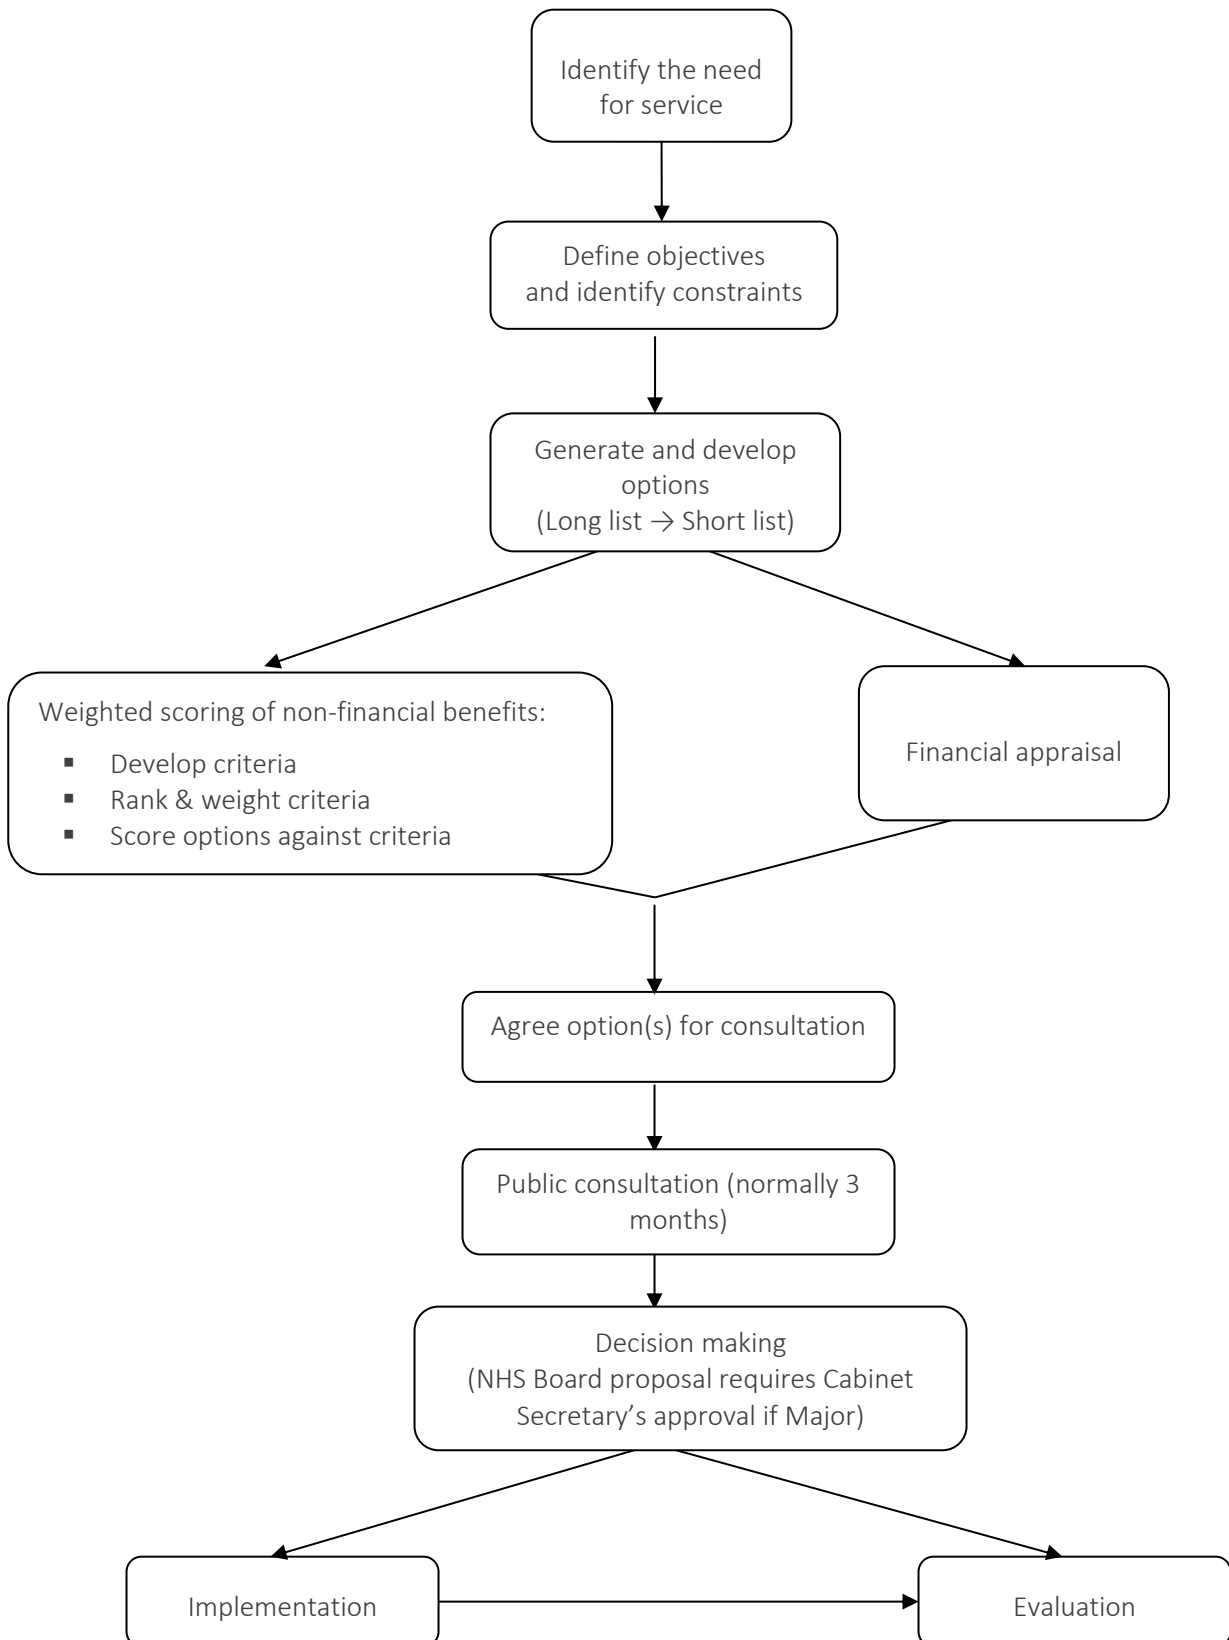 Identify the need
for service
Define objectives
and identify constraints
Generate and develop
options
(Long list → Short list)
Weighted scoring of non-financial benefits:
▪ Develop criteria
▪ Rank & weight criteria
▪ Score options against criteria
Financial appraisal
Agree option(s) for consultation
Public consultation (normally 3
months)
Decision making
(NHS Board proposal requires Cabinet
Secretary’s approval if Major)
Implementation
Evaluation